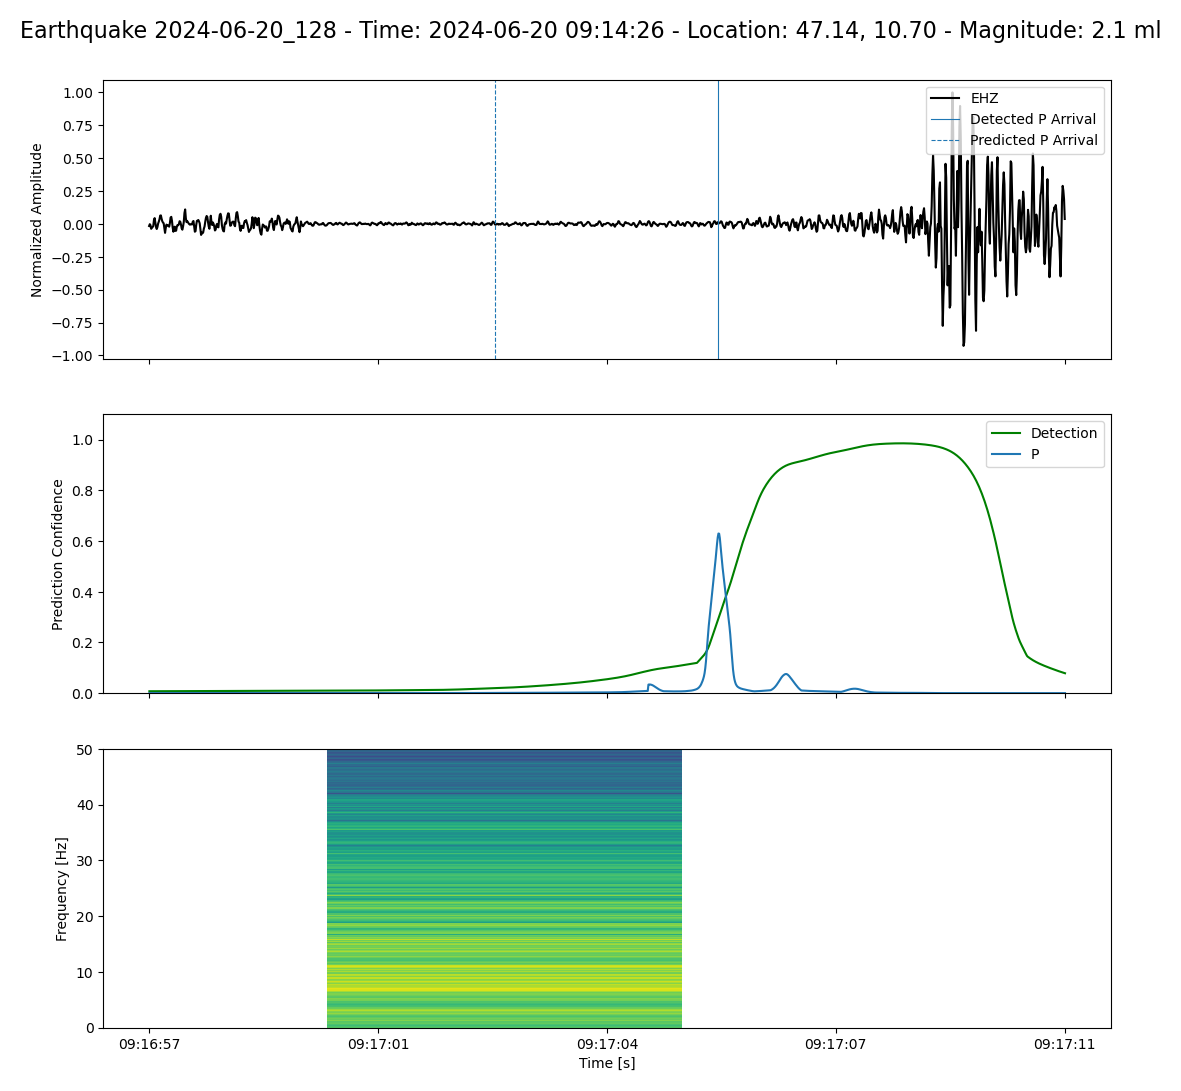 Earthquake 2024-06-20_128 - Time: 2024-06-20 09:14:26 - Location: 47.14, 10.70 - Magnitude: 2.1 ml
1.00
0.75
0.50
0.25
0.00
−0.25
−0.50
−0.75
−1.00
Normalized Amplitude
EHZ
Detected P Arrival
Predicted P Arrival
1.0
0.8
0.6
0.4
0.2
0.0
Prediction Confidence
Detection
P
50
40
30
20
10
0
Frequency [Hz]
09:16:57 09:17:01 09:17:04 09:17:07 09:17:11
Time [s]